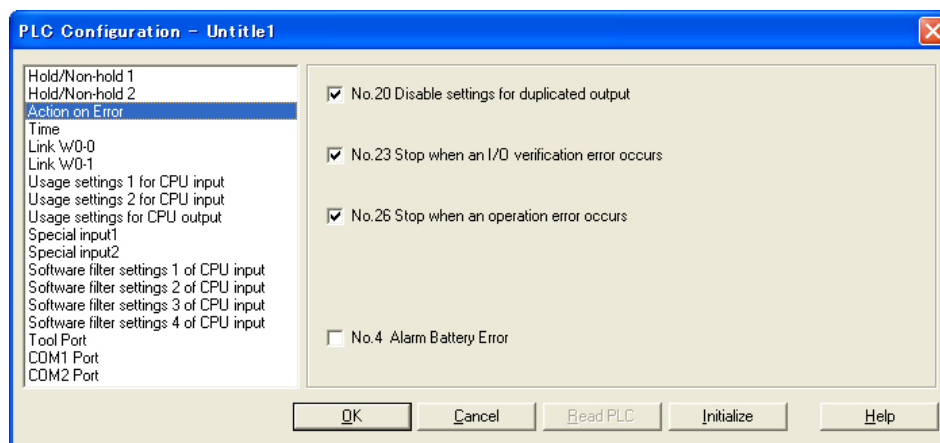 PLC Configuration - Untitle1
Hold/Non-hold 1
Hold/Non-hold 2
Action on Error
Time
Link W0-0
Link W0-1
Usage settings 1 for CPU input
Usage settings 2 for CPU input
Usage settings for CPU output
Special input1
Special input2
Software filter settings 1 of CPU input
Software filter settings 2 of CPU input
Software filter settings 3 of CPU input
Software filter settings 4 of CPU input
Tool Port
COM1 Port
COM2 Port
No.20 Disable settings for duplicated output
No.23 Stop when an I/O verification error occurs
No.26 Stop when an operation error occurs
No.4 Alarm Battery Error
OK
Cancel
Read PLC
Initialize
Help